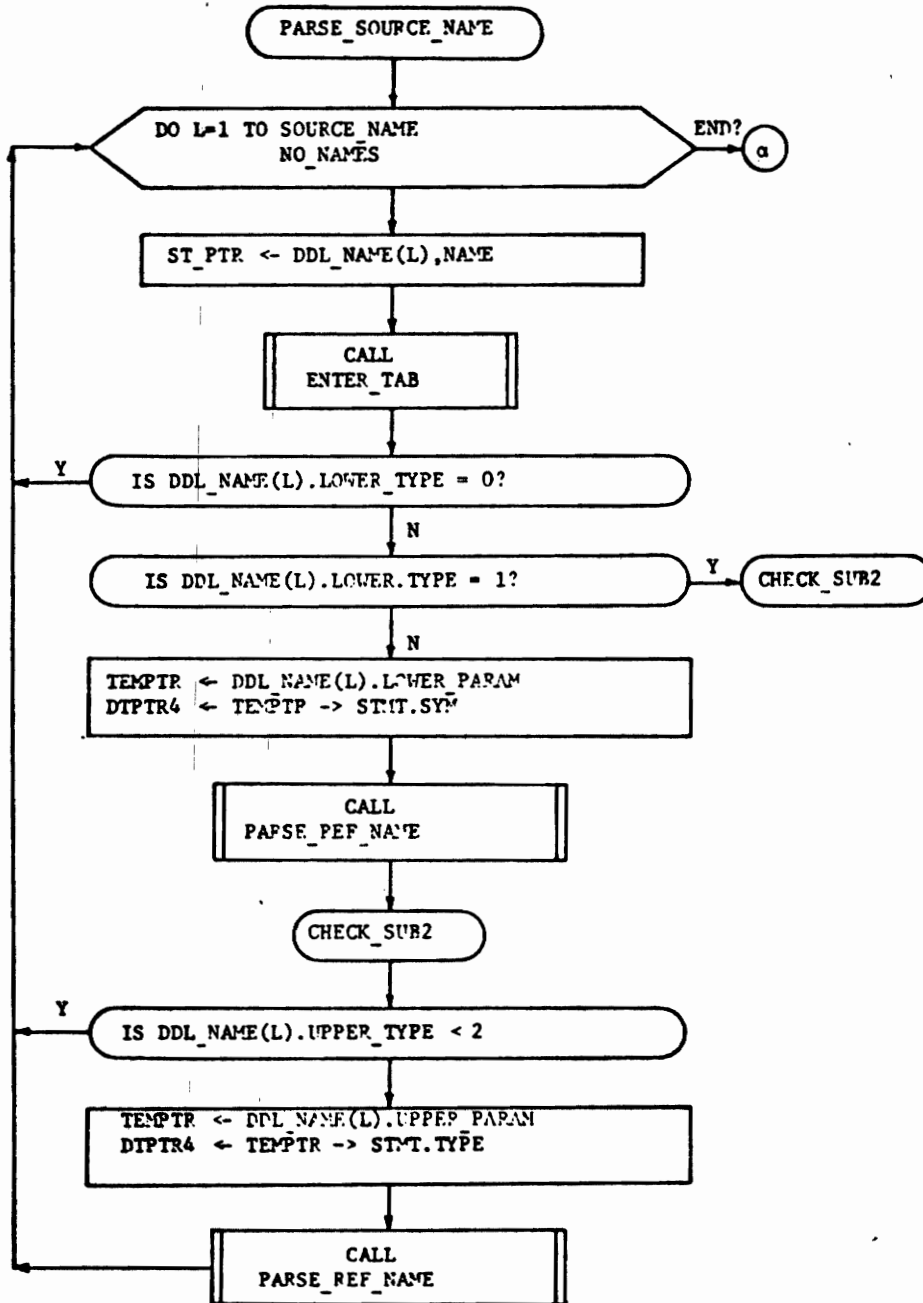 PARSE_SOURCE_NAME
DO L=1 TO SOURCE_NAME
NO_NAMES
END?
α
ST_PTR <- DDL_NAME(L),NAME
CALL
ENTER_TAB
Y
IS DDL_NAME(L).LOWER_TYPE = 0?
N
IS DDL_NAME(L).LOWER.TYPE = 1?
Y
CHECK_SUB2
N
TEMPTR <- DDL_NAME(L).LOWER_PARAM
DTPTR4 <- TEMPTR -> STMT.SYM
CALL
PARSE_REF_NAME
CHECK_SUB2
Y
IS DDL_NAME(L).UPPER_TYPE < 2
TEMPTR <- DDL_NAME(L).UPPER_PARAM
DTPTR4 <- TEMPTR -> STMT.TYPE
CALL
PARSE_REF_NAME